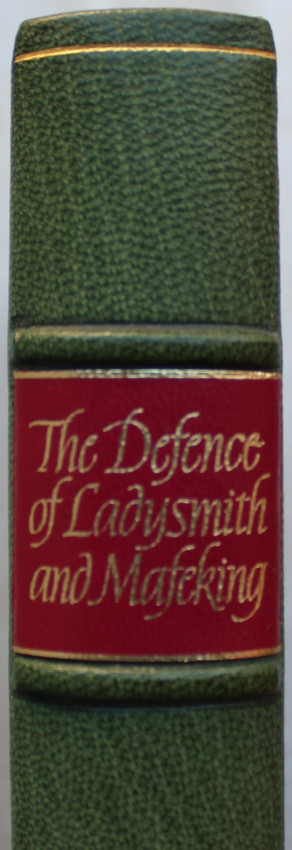 The Defence
of Ladysmith
and Mafeking